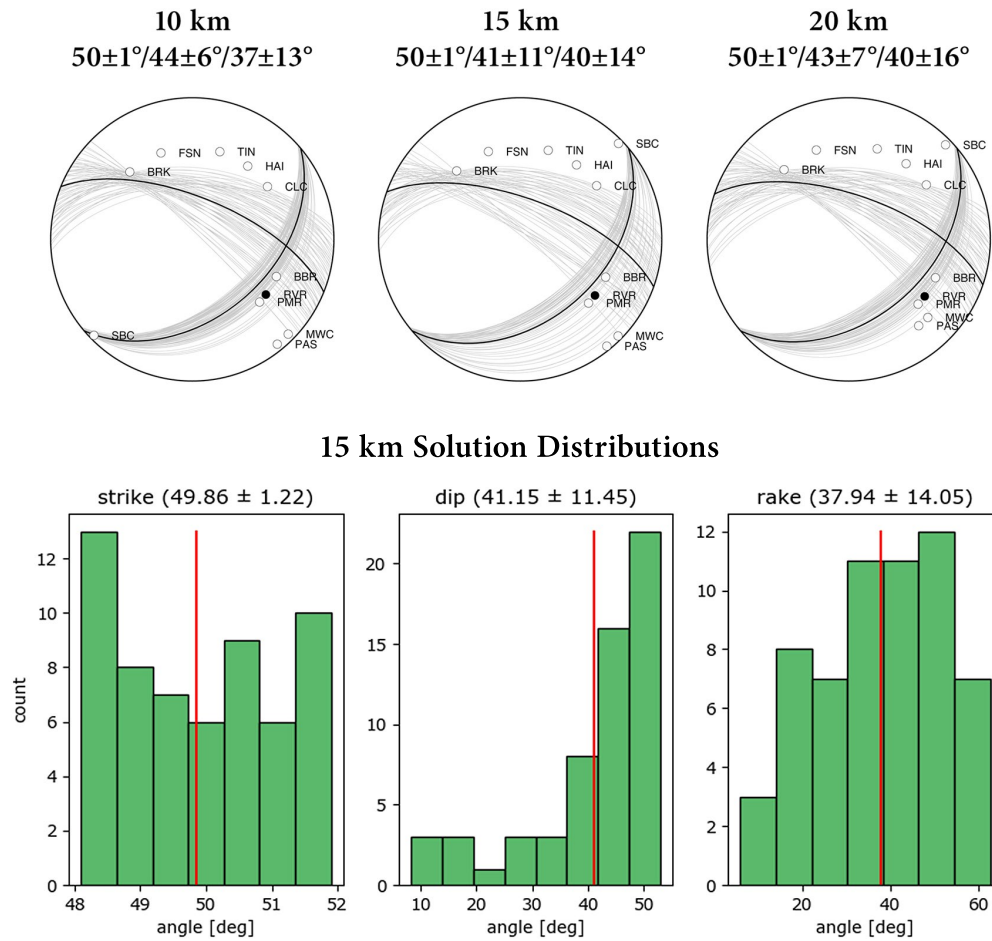 10 km
50±1°/44±6°/37±13°
15 km
50±1°/41±11°/40±14°
20 km
50±1°/43±7°/40±16°
FSN
TIN
HAI
BRK
CLC
BBR
RVR
PMR
SBC
MWC
PAS
SBC
FSN
TIN
HAI
BRK
CLC
BBR
RVR
PMR
MWC
PAS
SBC
FSN
TIN
HAI
BRK
CLC
BBR
RVR
PMR
MWC
PAS
15 km Solution Distributions
strike (49.86 ± 1.22)
count
12
10
8
6
4
2
0
48 49 50 51 52
angle [deg]
dip (41.15 ± 11.45)
20
15
10
5
0
10 20 30 40 50
angle [deg]
rake (37.94 ± 14.05)
12
10
8
6
4
2
0
20 40 60
angle [deg]